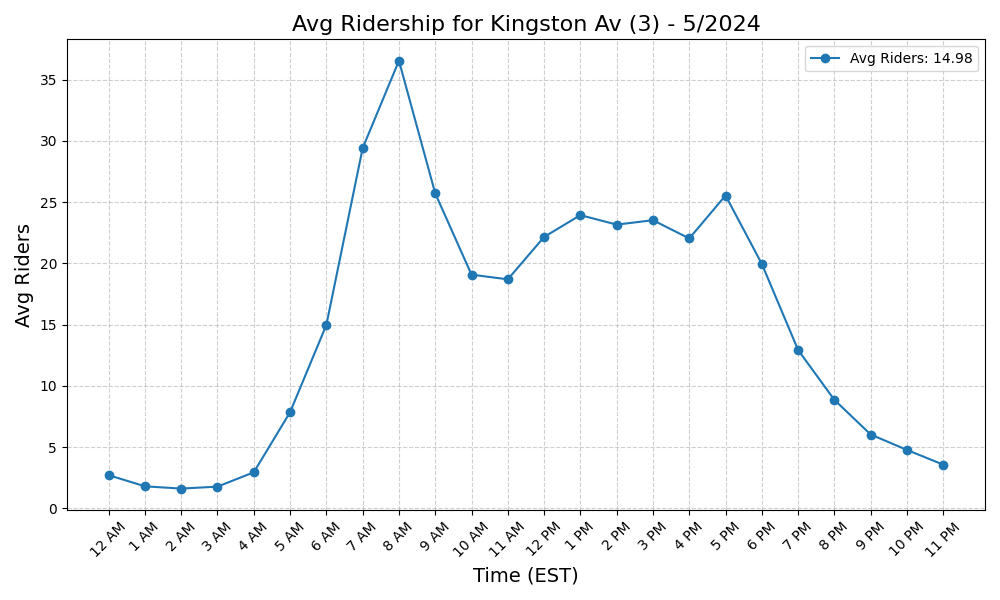 Avg Ridership for Kingston Av (3) - 5/2024
Avg Riders: 14.98
Avg Riders
35
30
25
20
15
10
5
0
12 AM
1 AM
2 AM
3 AM
4 AM
5 AM
6 AM
7 AM
8 AM
9 AM
10 AM
11 AM
12 PM
1 PM
2 PM
3 PM
4 PM
5 PM
6 PM
7 PM
8 PM
9 PM
10 PM
11 PM
Time (EST)